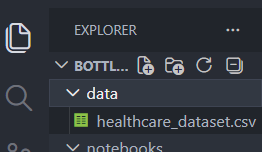 EXPLORER ...
BOTTL...
data
healthcare_dataset.csv
notebooks